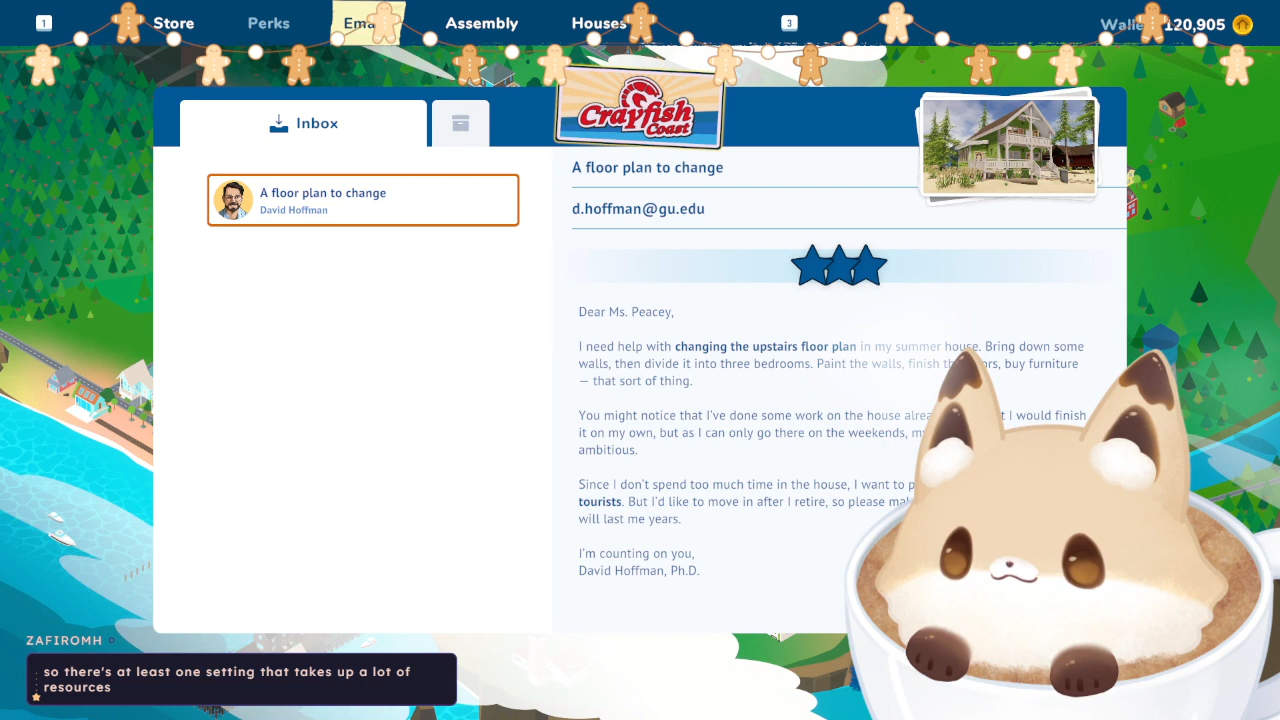 1
Store
Perks
Ema
Assembly
Houses
3
120,905
Inbox
Crayfish
Coast
A floor plan to change
David Hoffman
A floor plan to change
d.hoffman@gu.edu
Dear Ms. Peacey,
I need help with changing the upstairs floor plan in my summer house. Bring down some
walls, then divide it into three bedrooms. Paint the walls, finish the floors, buy furniture
— that sort of thing.
You might notice that I've done some work on the house I would finish
it on my own, but as I can only go there on the weekends,
ambitious.
Since I don't spend too much time in the house, I want to
tourists. But I'd like to move in after I retire, so please
will last me years.
I'm counting on you,
David Hoffman, Ph.D.
ZAFIROMH
so there's at least one setting that takes up a lot of
resources